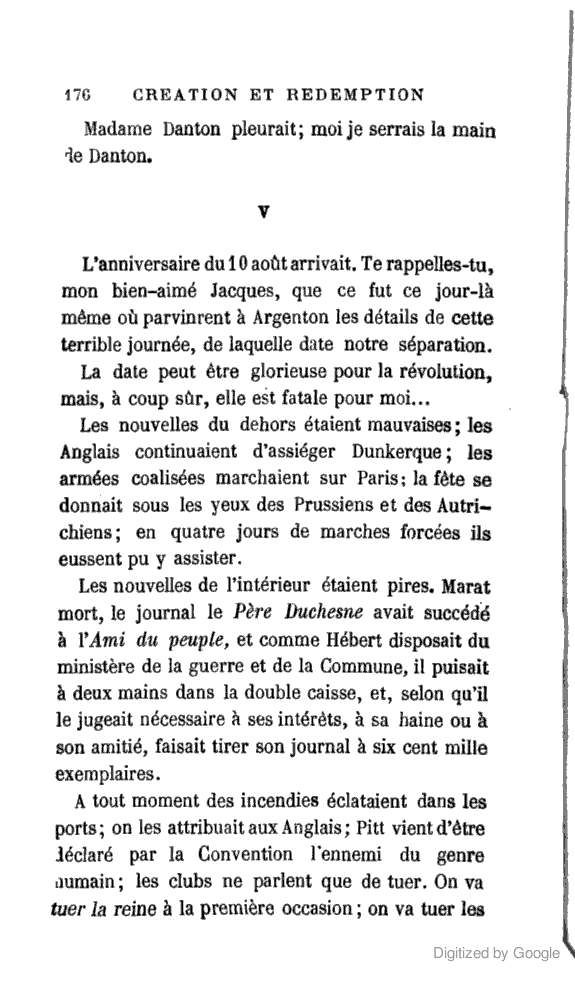 176 CREATION ET REDEMPTION
Madame Danton pleurait; moi je serrais la main
de Danton.
V
L'anniversaire du 10 août arrivait. Te rappelles-tu,
mon bien-aimé Jacques, que ce fut ce jour-là
même où parvinrent à Argenton les détails de cette
terrible journée, de laquelle date notre séparation.
La date peut être glorieuse pour la révolution,
mais, à coup sûr, elle est fatale pour moi...
Les nouvelles du dehors étaient mauvaises; les
Anglais continuaient d'assiéger Dunkerque; les
armées coalisées marchaient sur Paris; la fête se
donnait sous les yeux des Prussiens et des Autri-
chiens; en quatre jours de marches forcées ils
eussent pu y assister.
Les nouvelles de l'intérieur étaient pires. Marat
mort, le journal le Père Duchesne avait succédé
à l'Ami du peuple, et comme Hébert disposait du
ministère de la guerre et de la Commune, il puisait
à deux mains dans la double caisse, et, selon qu'il
le jugeait nécessaire à ses intérêts, à sa haine ou à
son amitié, faisait tirer son journal à six cent mille
exemplaires.
A tout moment des incendies éclataient dans les
ports; on les attribuait aux Anglais; Pitt vient d'être
déclaré par la Convention l'ennemi du genre
humain; les clubs ne parlent que de tuer. On va
tuer la reine à la première occasion; on va tuer les
Digitized by Google